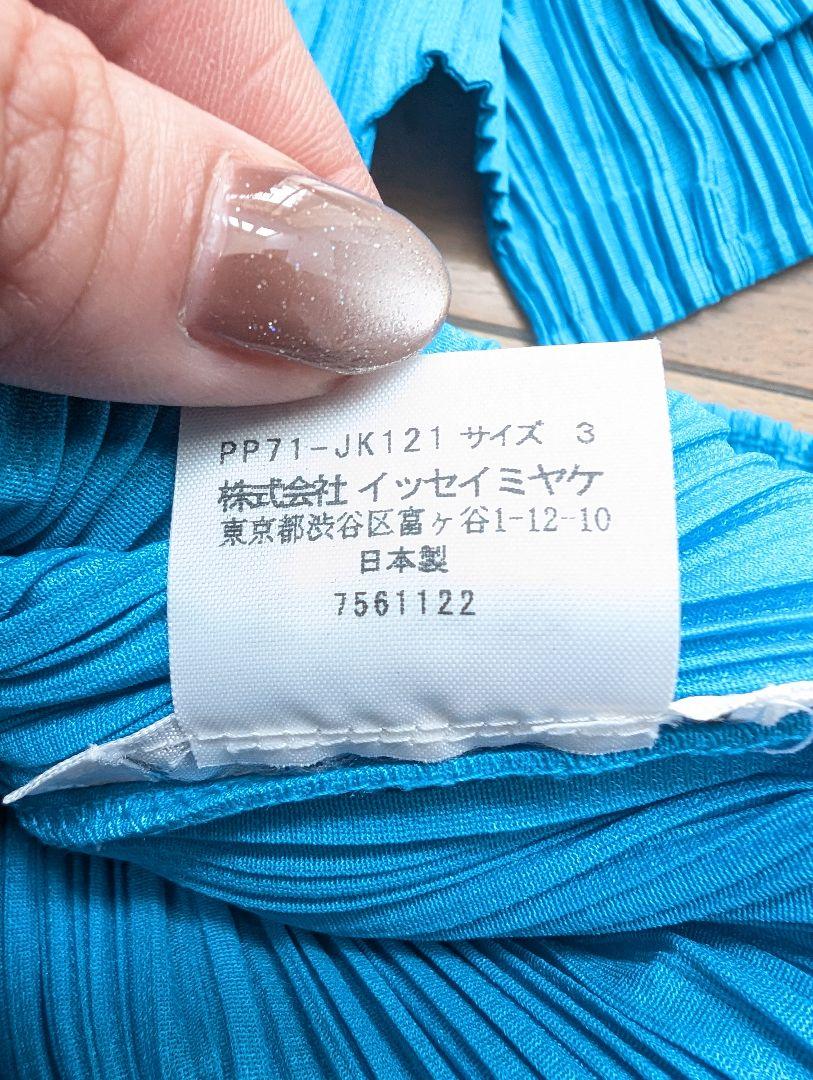 PP71-JK121 サイズ 3
株式会社 イッセイミヤケ
東京都渋谷区富ヶ谷1-12-10
日本製
7561122